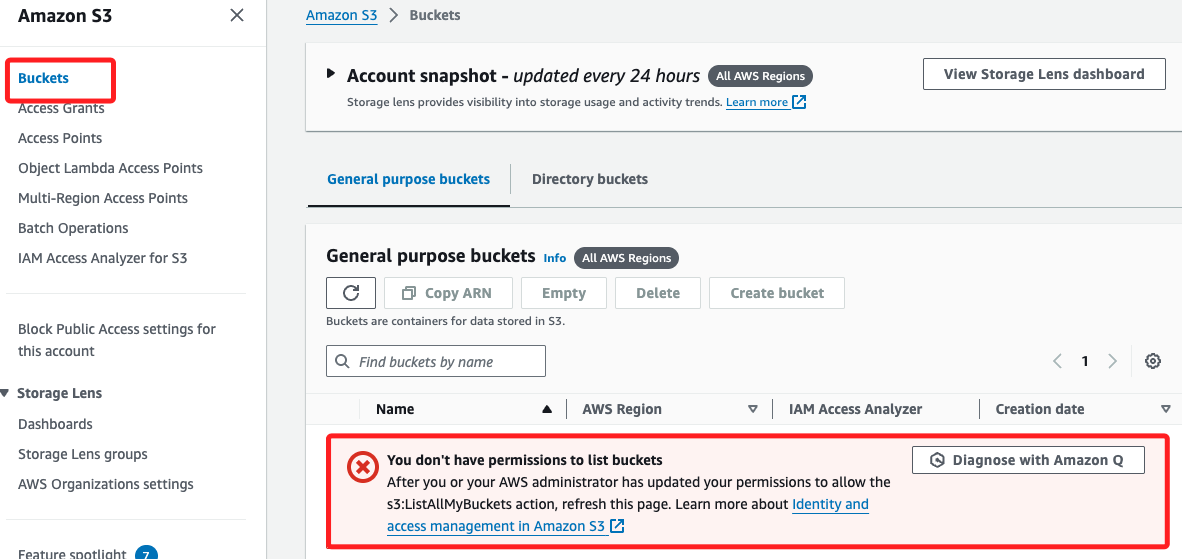 Amazon S3
Buckets
Access Grants
Access Points
Object Lambda Access Points
Multi-Region Access Points
Batch Operations
IAM Access Analyzer for S3
Block Public Access settings for
this account
Storage Lens
Dashboards
Storage Lens groups
AWS Organizations settings
Feature spotlight 7
Amazon S3 > Buckets
Account snapshot - updated every 24 hours All AWS Regions
View Storage Lens dashboard
Storage lens provides visibility into storage usage and activity trends. Learn more
General purpose buckets Directory buckets
General purpose buckets Info All AWS Regions
Copy ARN Empty Delete Create bucket
Buckets are containers for data stored in S3.
Find buckets by name
1
Name AWS Region IAM Access Analyzer Creation date
You don't have permissions to list buckets
Diagnose with Amazon Q
After you or your AWS administrator has updated your permissions to allow the
s3:ListAllMyBuckets action, refresh this page. Learn more about Identity and
access management in Amazon S3